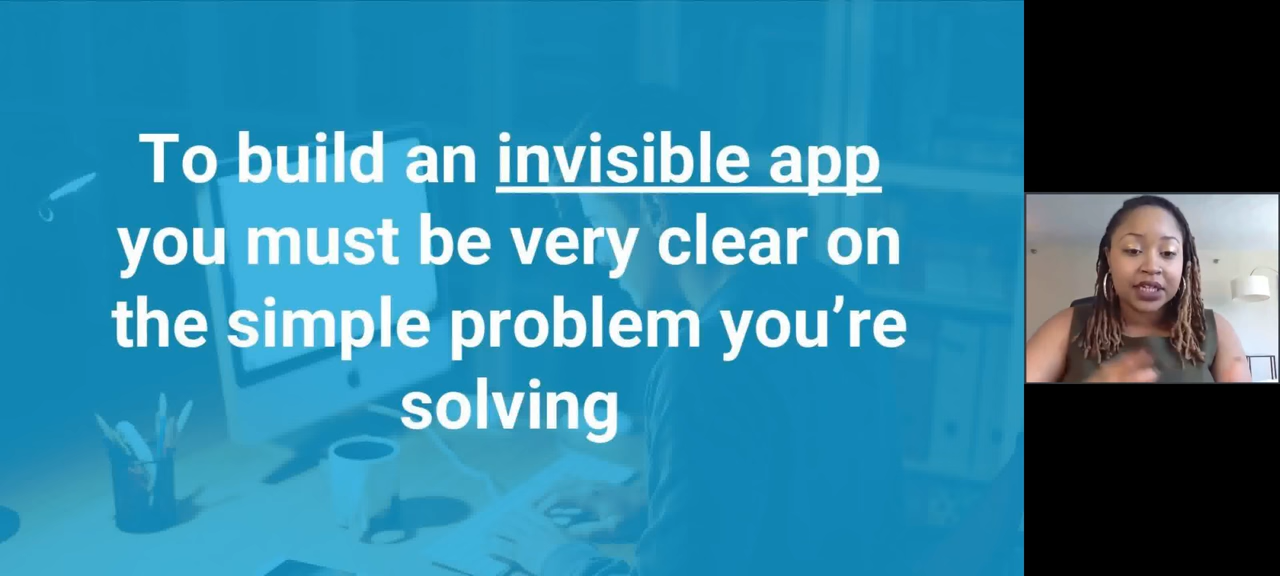 To build an invisible app
you must be very clear on
the simple problem you’re
solving